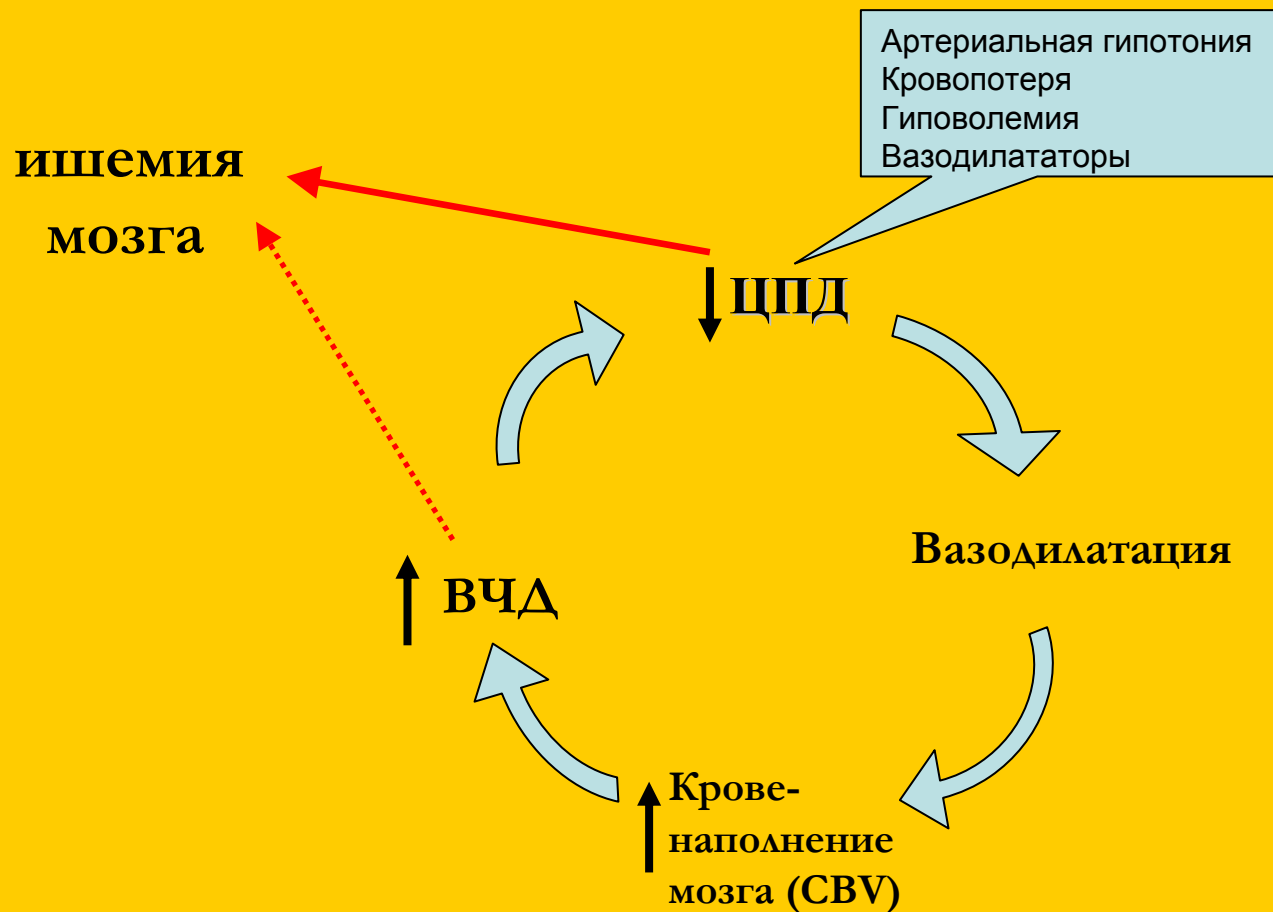 Артериальная гипотония
Кровопотеря
Гиповолемия
Вазодилататоры
ишемия
мозга
ЦПД
Вазодилатация
ВЧД
Крове-
наполнение
мозга (CBV)